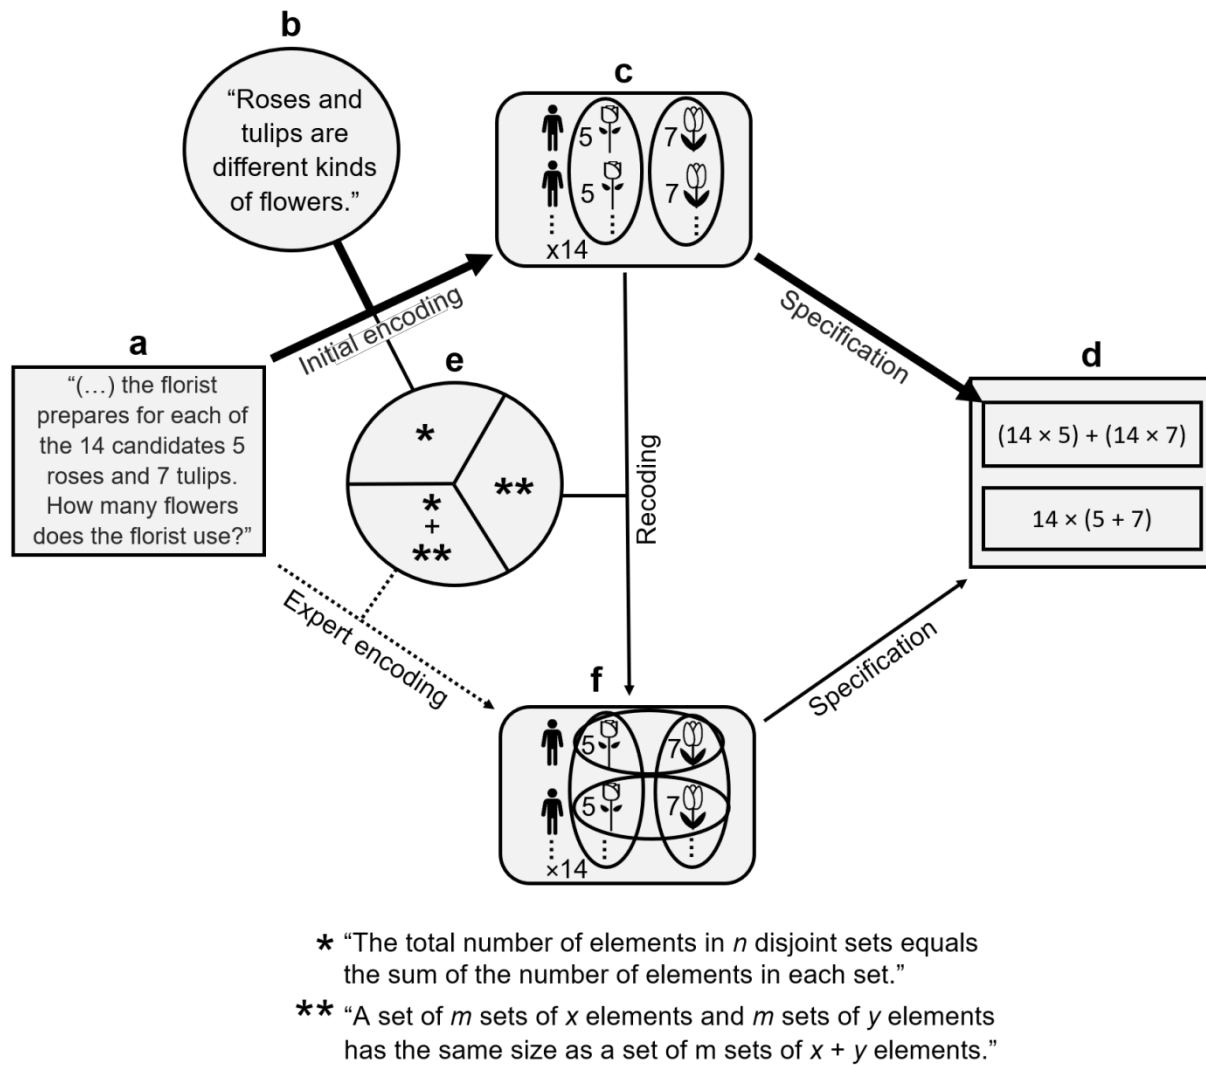 b
“Roses and
tulips are
different kinds
of flowers.”
c
5 7
5 7
x14
Initial encoding
Specification
a
“(…) the florist
prepares for each of
the 14 candidates 5
roses and 7 tulips.
How many flowers
does the florist use?”
e
*
**
*
+
**
Recoding
d
(14 × 5) + (14 × 7)
14 × (5 + 7)
Expert encoding
Specification
f
5 7
5 7
×14
* “The total number of elements in n disjoint sets equals
the sum of the number of elements in each set.”
** “A set of m sets of x elements and m sets of y elements
has the same size as a set of m sets of x + y elements.”